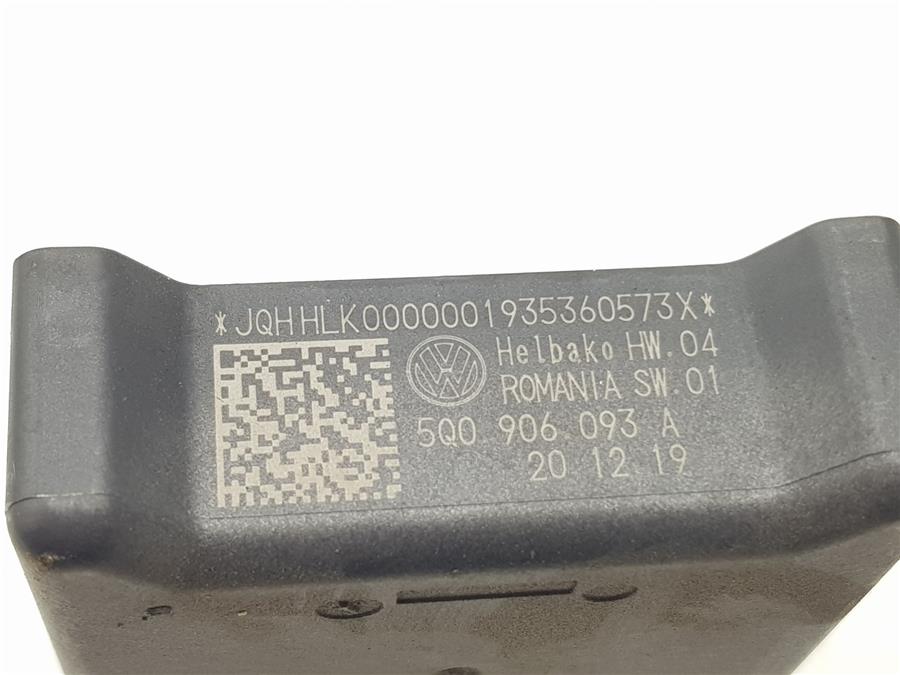 *JQHHLK0000001935360573X*
Helbako HW.04
ROMANIA SW.01
5Q0 906 093 A
20 12 19